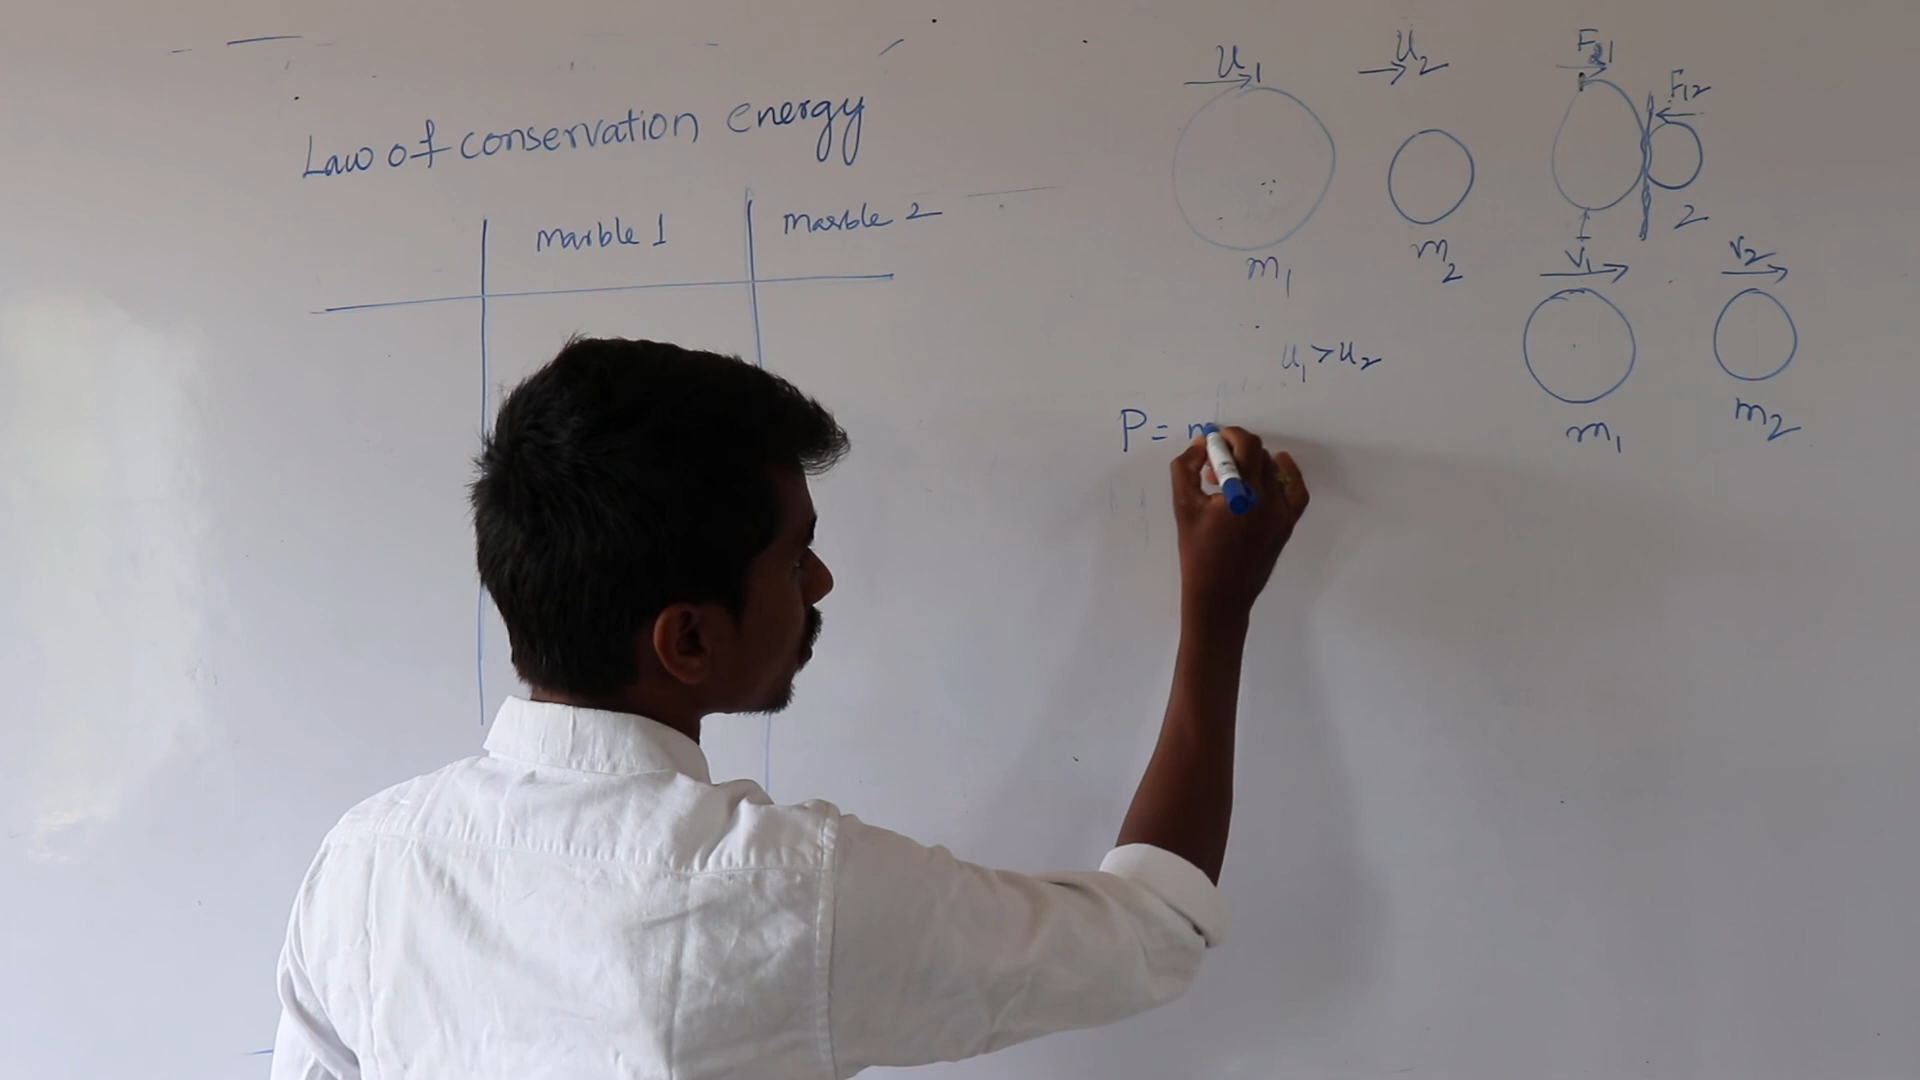 Law of conservation energy
marble 1 marble 2
u1 u2
m1 m2
F21 F12
2
v1 v2
m1 m2
u1 > u2
P = m